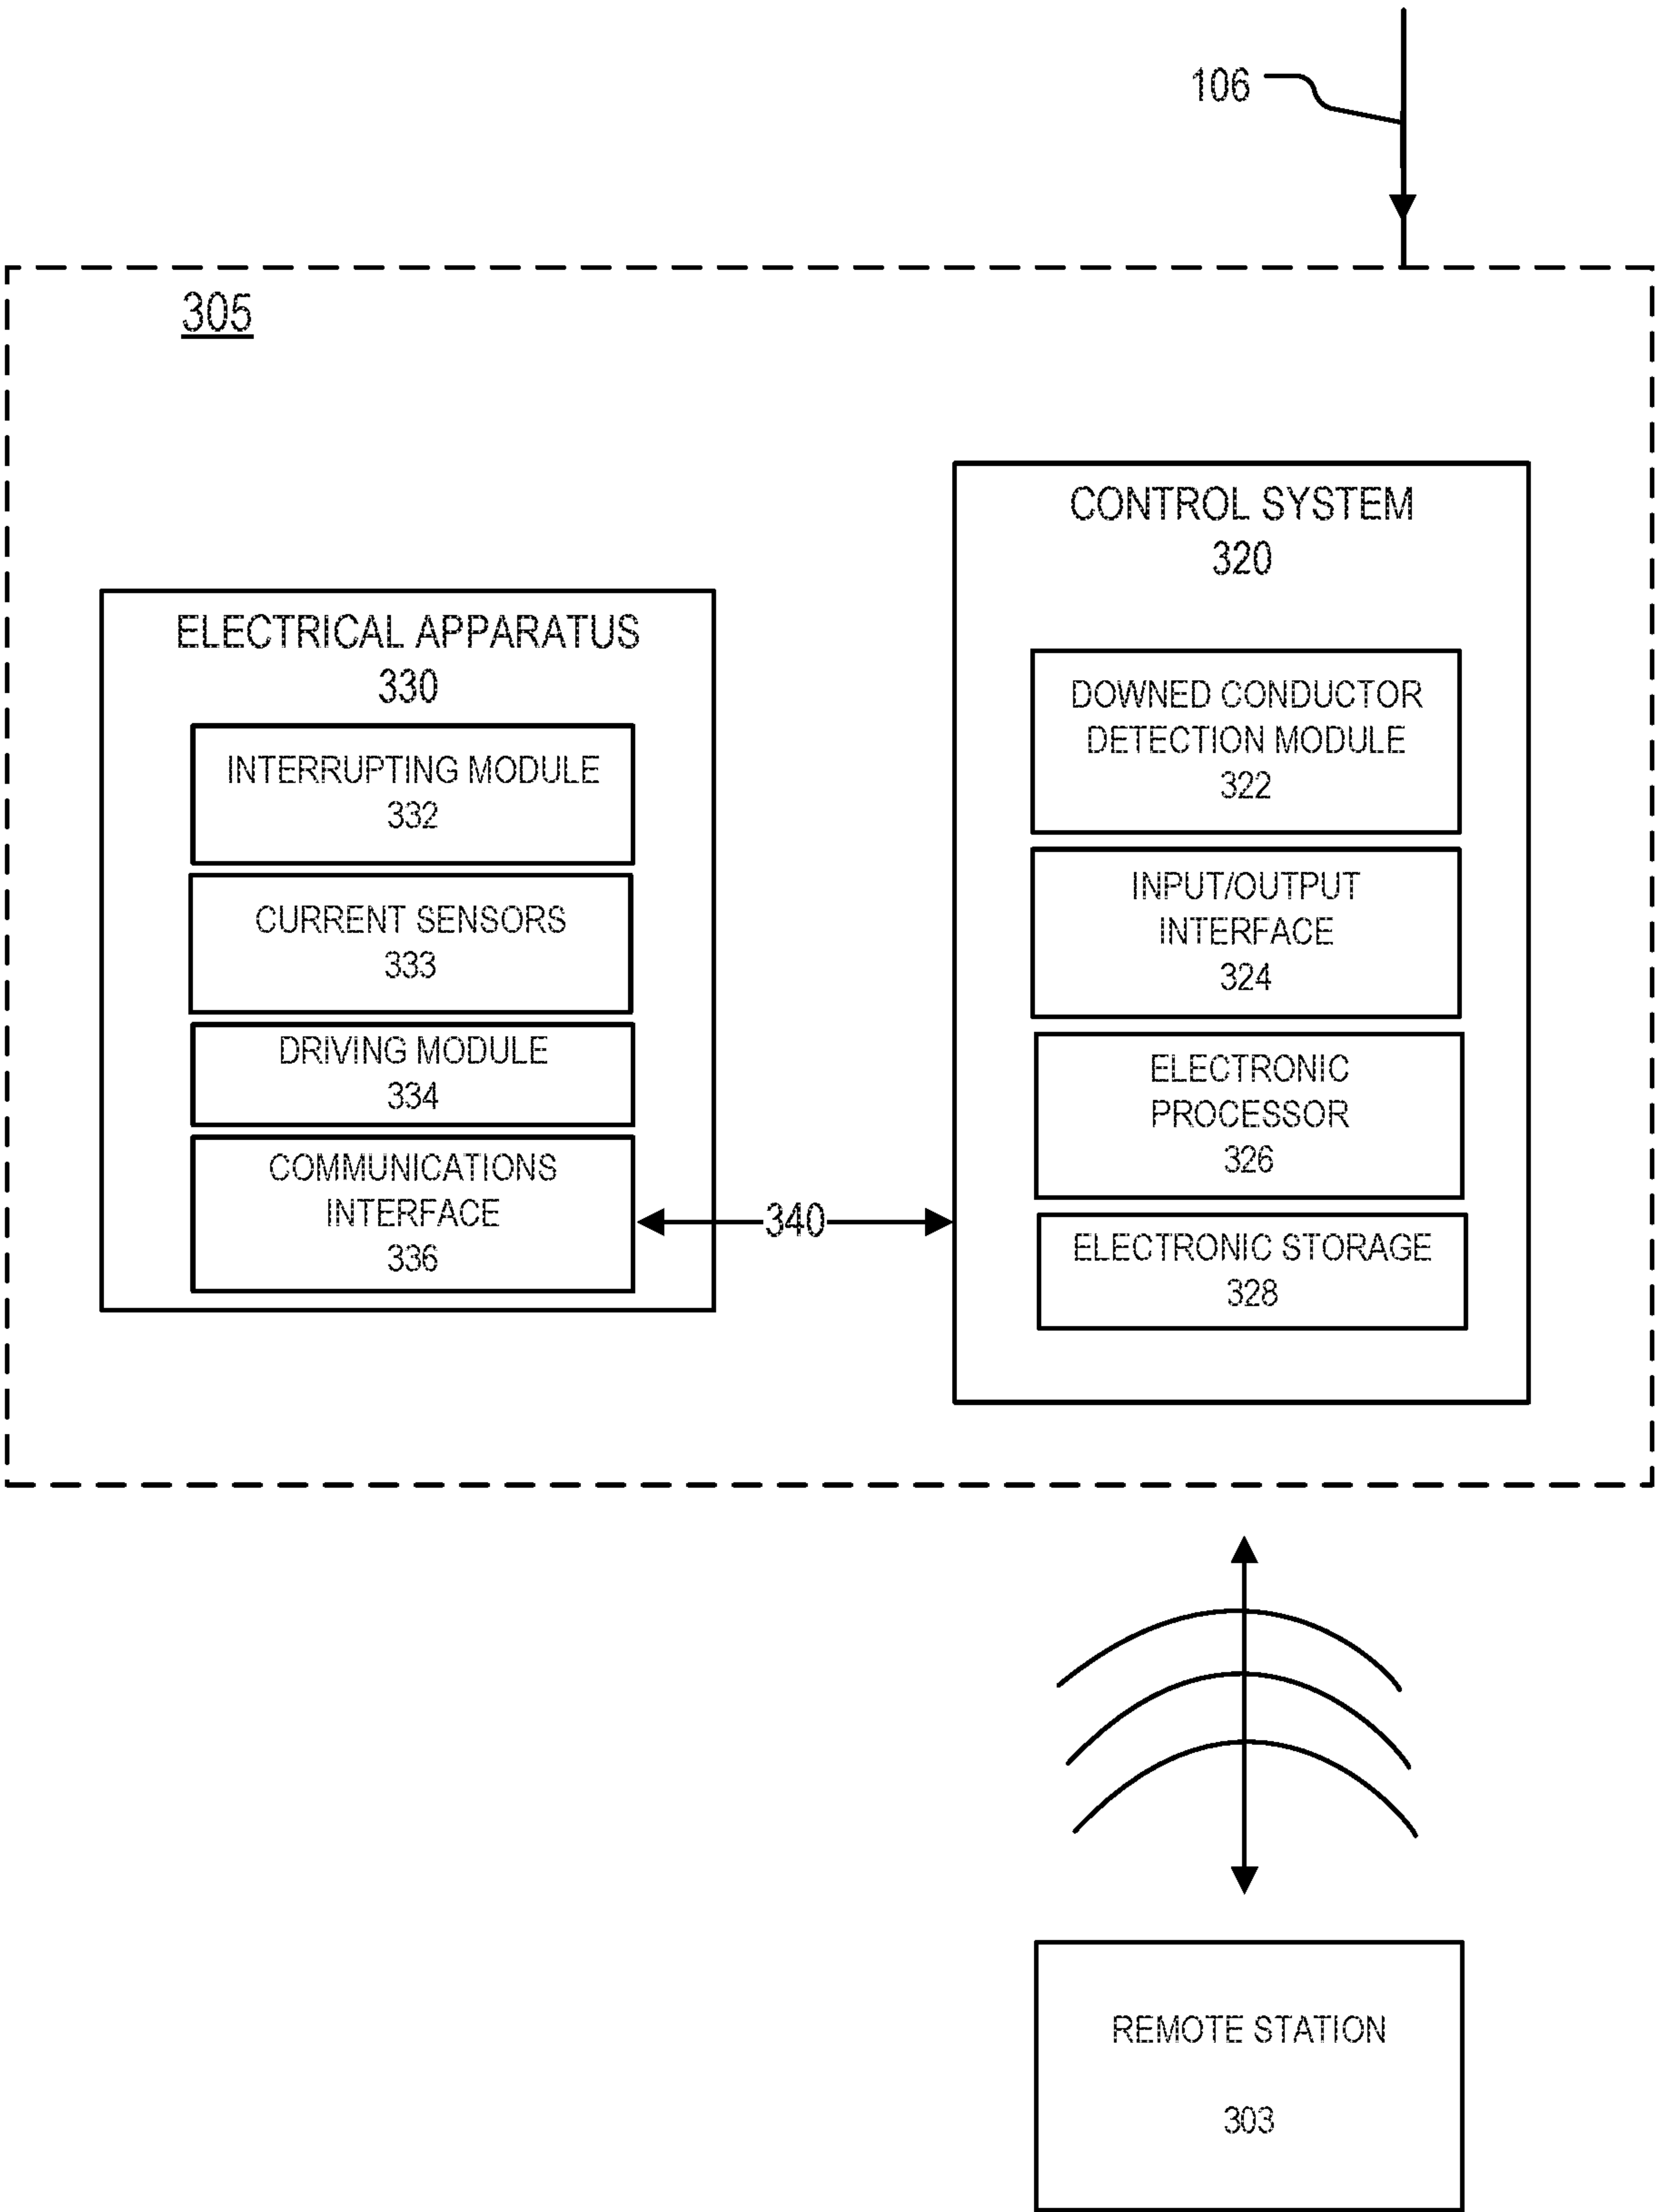 106
305
ELECTRICAL APPARATUS
330
INTERRUPTING MODULE
332
CURRENT SENSORS
333
DRIVING MODULE
334
COMMUNICATIONS
INTERFACE
336
340
CONTROL SYSTEM
320
DOWNED CONDUCTOR
DETECTION MODULE
322
INPUT/OUTPUT
INTERFACE
324
ELECTRONIC
PROCESSOR
326
ELECTRONIC STORAGE
328
REMOTE STATION
303